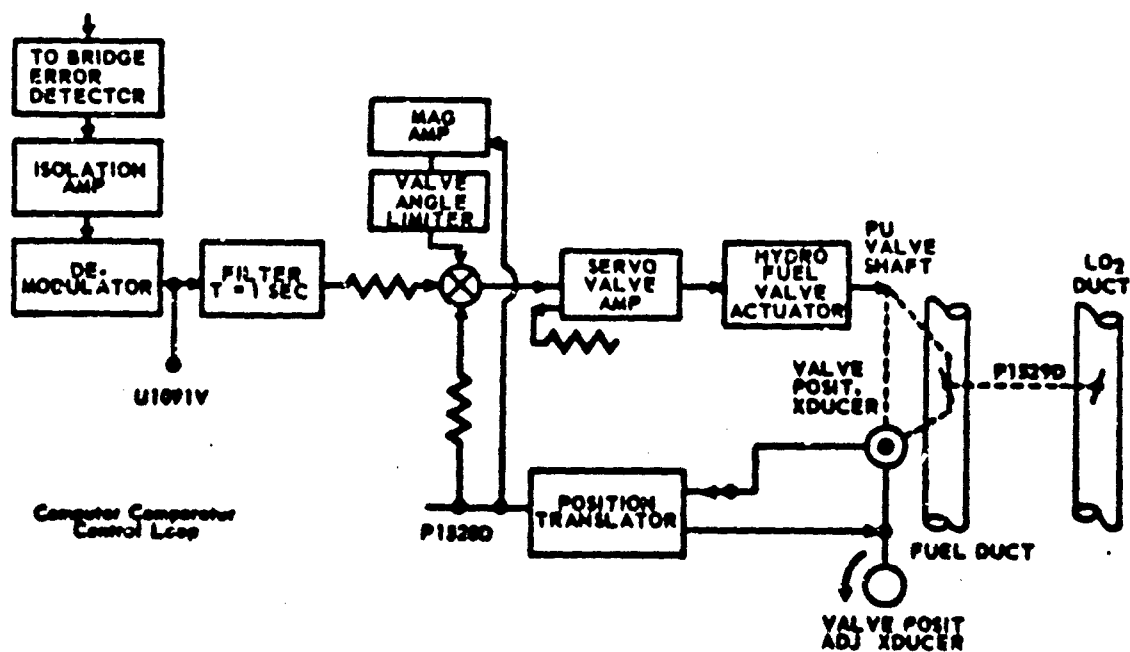 TO BRIDGE
ERROR
DETECTOR
ISOLATION
AMP
DE-
MODULATOR
U1091V
FILTER
T = 1 SEC
MAG
AMP
VALVE
ANGLE
LIMITER
SERVO
VALVE
AMP
HYDRO
FUEL
VALVE
ACTUATOR
PU
VALVE
SHAFT
LO2
DUCT
VALVE
POSIT.
XDUCER
P1529D
POSITION
TRANSLATOR
P1528D
FUEL DUCT
VALVE POSIT
ADJ XDUCER
Computer Comparator
Control Loop